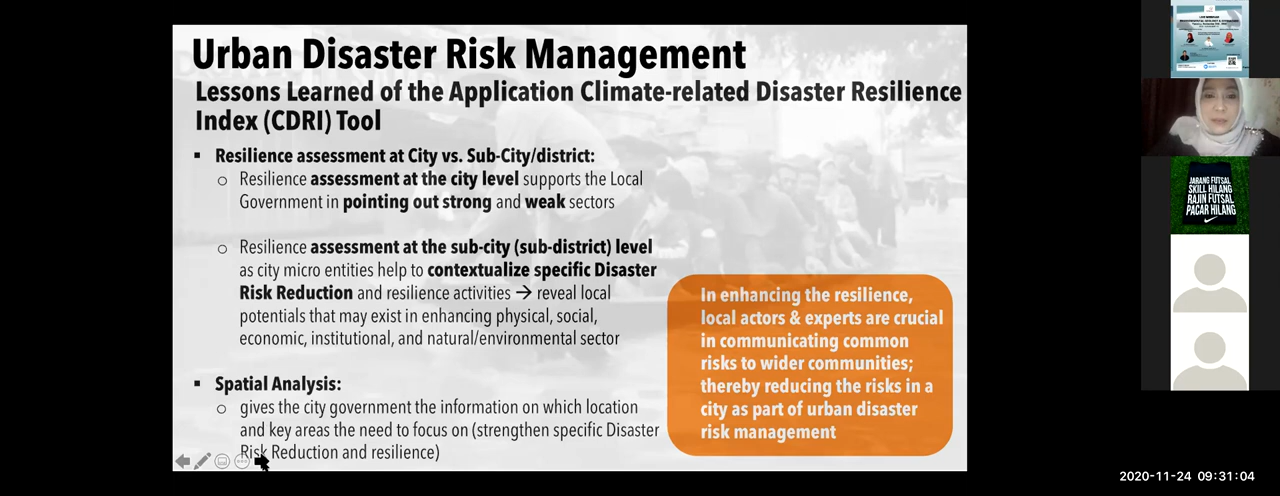 Urban Disaster Risk Management
Lessons Learned of the Application Climate-related Disaster Resilience
Index (CDRI) Tool
▪ Resilience assessment at City vs. Sub-City/district:
o Resilience assessment at the city level supports the Local
Government in pointing out strong and weak sectors
o Resilience assessment at the sub-city (sub-district) level
as city micro entities help to contextualize specific Disaster
Risk Reduction and resilience activities → reveal local
potentials that may exist in enhancing physical, social,
economic, institutional, and natural/environmental sector
▪ Spatial Analysis:
o gives the city government the information on which location
and key areas the need to focus on (strengthen specific Disaster
Risk Reduction and resilience)
In enhancing the resilience,
local actors & experts are crucial
in communicating common
risks to wider communities;
thereby reducing the risks in a
city as part of urban disaster
risk management
JARANG FUTSAL
SKILL HILANG
RAJIN FUTSAL
PACAR HILANG
2020-11-24 09:31:04